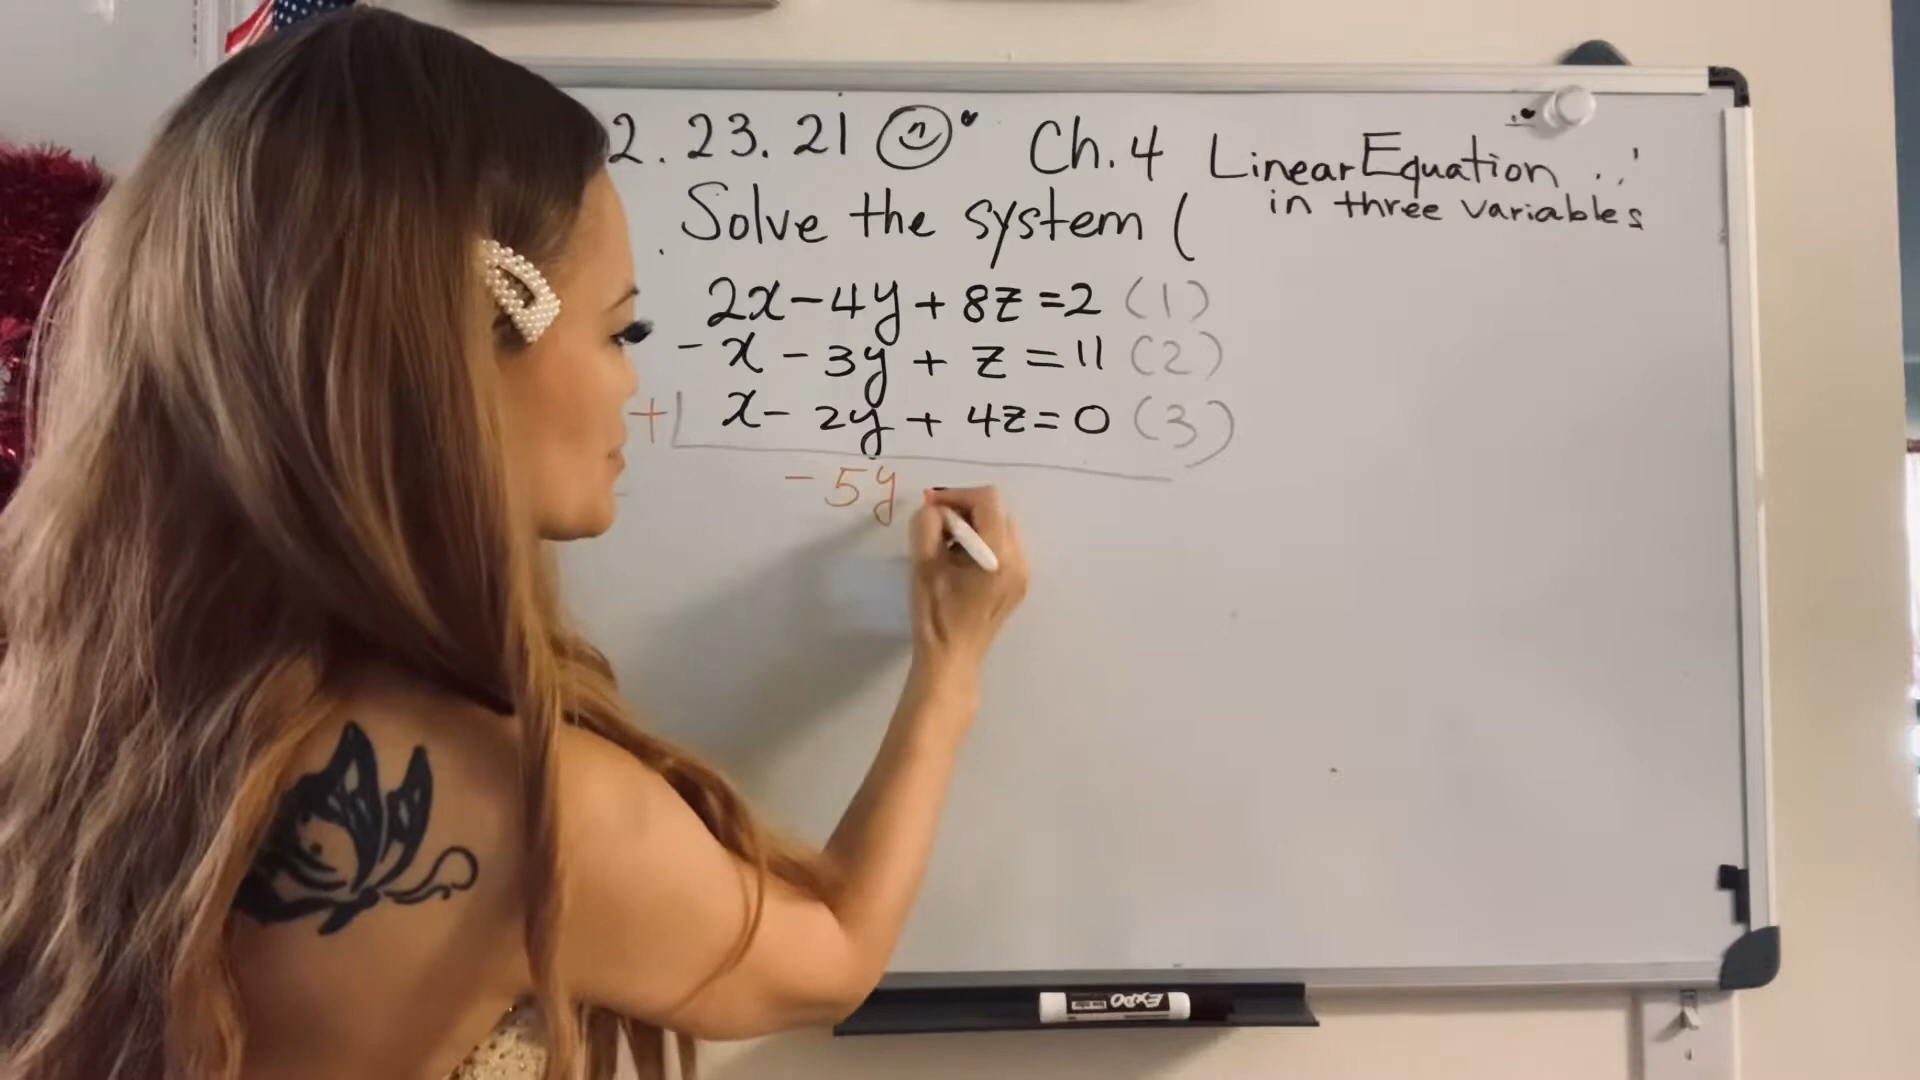 2.23.21 Ch.4 Linear Equation
in three variables
Solve the system (
2x-4y+8z=2 (1)
-x-3y+z=11 (2)
+ x-2y+4z=0 (3)
-5y
EXPO